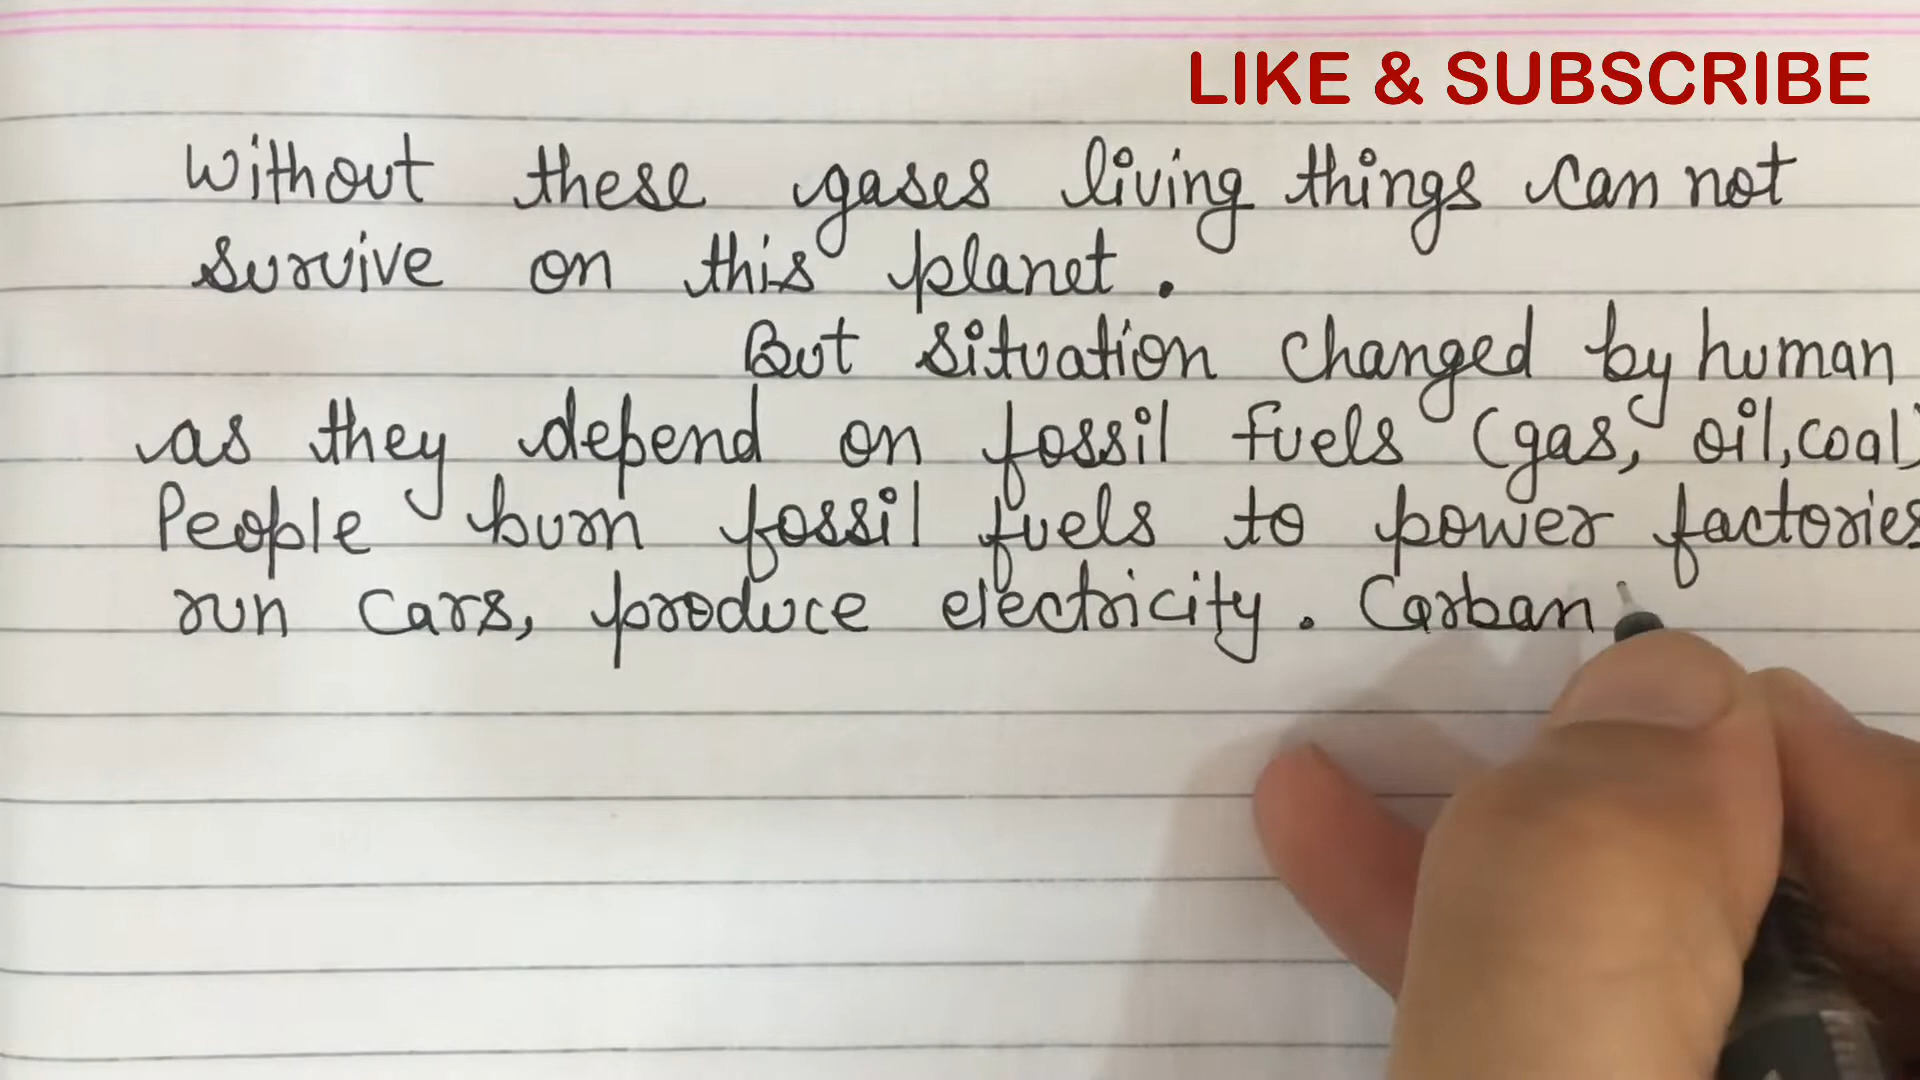 LIKE & SUBSCRIBE
Without these gases living things can not
survive on this planet.
But situation changed by human
as they depend on fossil fuels (gas, oil, coal)
People burn fossil fuels to power factories
run cars, produce electricity. Carban